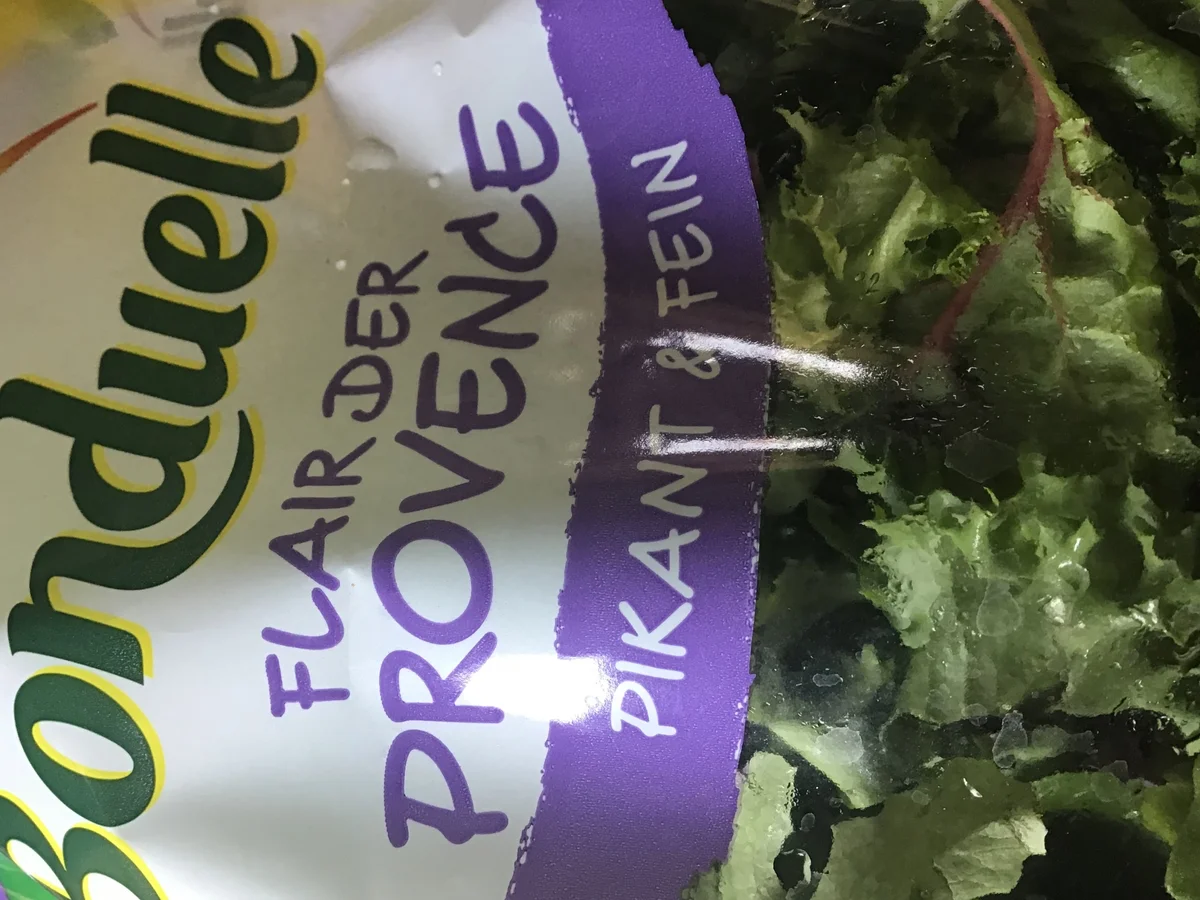 Bonduelle
FLAIR DER
PROVENCE
PIKANT & FEIN